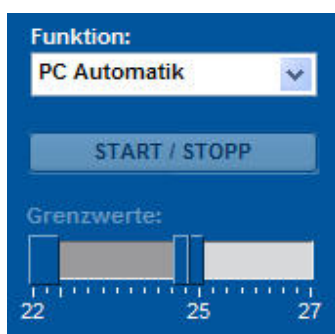 Funktion:
PC Automatik
START / STOPP
Grenzwerte:
22 25 27